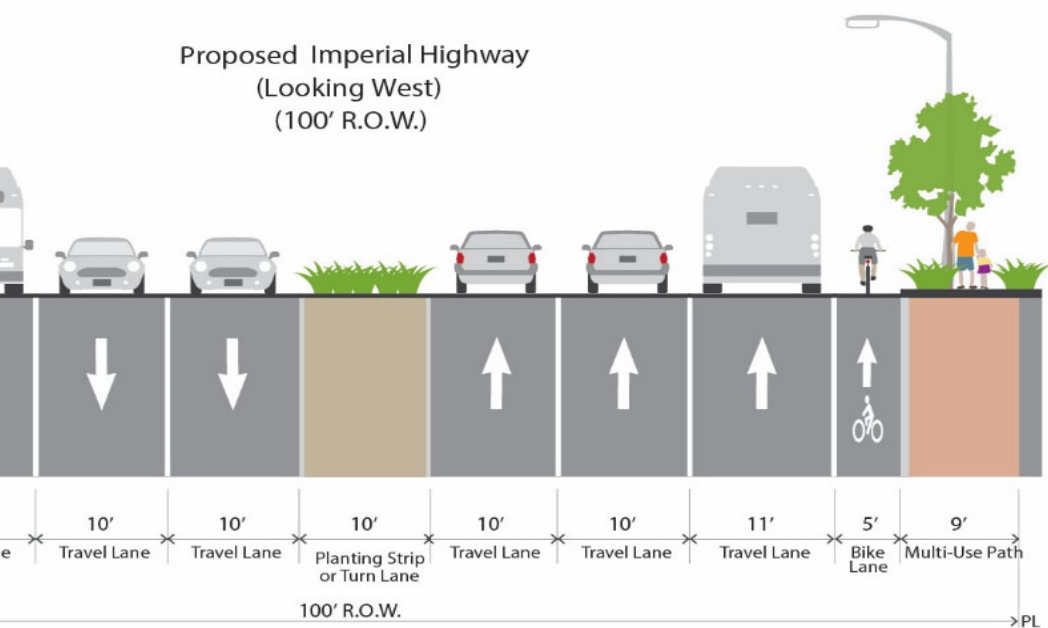 Proposed Imperial Highway
(Looking West)
(100' R.O.W.)
10'
10'
10'
10'
10'
11'
5'
9'
e
Travel Lane
Travel Lane
Planting Strip
or Turn Lane
Travel Lane
Travel Lane
Travel Lane
Bike
Lane
Multi-Use Path
100' R.O.W.
PL